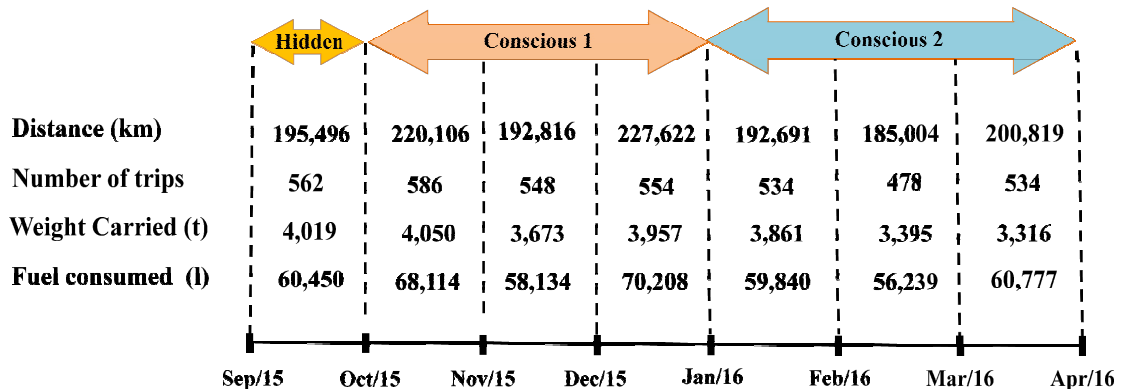 Hidden Conscious 1 Conscious 2
Distance (km) 195,496 220,106 192,816 227,622 192,691 185,004 200,819
Number of trips 562 586 548 554 534 478 534
Weight Carried (t) 4,019 4,050 3,673 3,957 3,861 3,395 3,316
Fuel consumed (l) 60,450 68,114 58,134 70,208 59,840 56,239 60,777
Sep/15 Oct/15 Nov/15 Dec/15 Jan/16 Feb/16 Mar/16 Apr/16